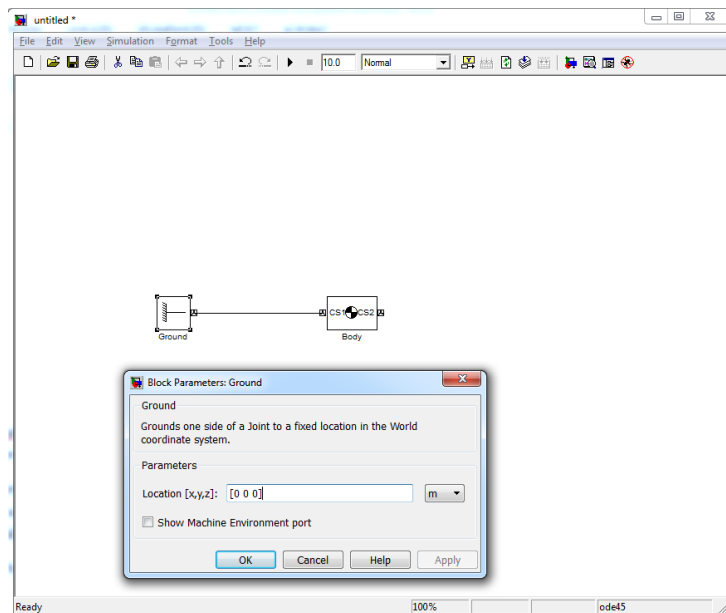 untitled *
File Edit View Simulation Format Tools Help
10.0 Normal
CS1 CS2
Ground Body
Block Parameters: Ground
Ground
Grounds one side of a Joint to a fixed location in the World
coordinate system.
Parameters
Location [x,y,z]: [0 0 0] m
Show Machine Environment port
OK Cancel Help Apply
Ready 100% ode45